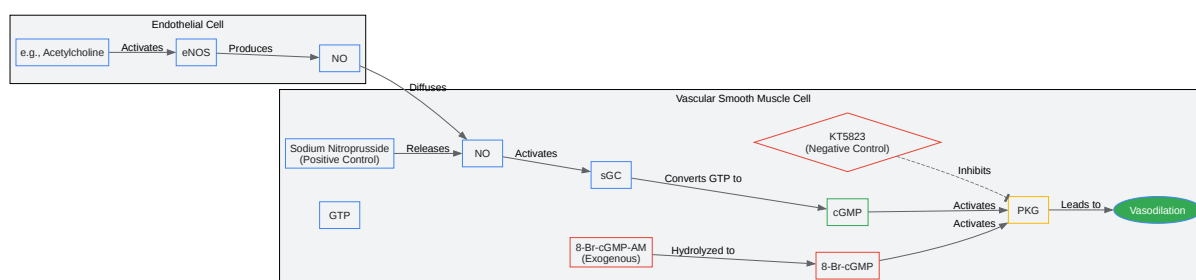 Endothelial Cell
e.g., Acetylcholine
Activates
eNOS
Produces
NO
Diffuses
Vascular Smooth Muscle Cell
Sodium Nitroprusside
(Positive Control)
Releases
NO
Activates
sGC
Converts GTP to
cGMP
Activates
KT5823
(Negative Control)
Inhibits
PKG
Leads to
Vasodilation
GTP
8-Br-cGMP-AM
(Exogenous)
Hydrolyzed to
8-Br-cGMP
Activates